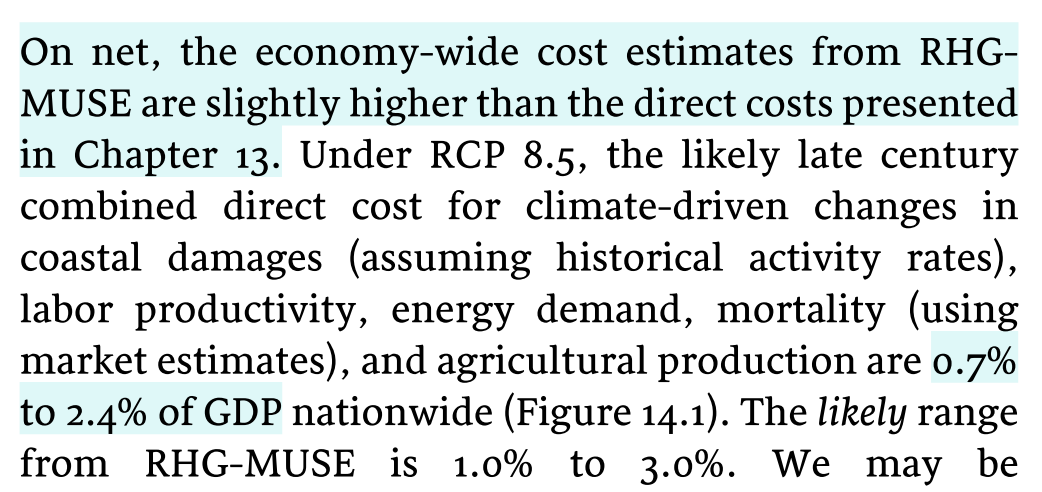 On net, the economy-wide cost estimates from RHG-
MUSE are slightly higher than the direct costs presented
in Chapter 13. Under RCP 8.5, the likely late century
combined direct cost for climate-driven changes in
coastal damages (assuming historical activity rates),
labor productivity, energy demand, mortality (using
market estimates), and agricultural production are 0.7%
to 2.4% of GDP nationwide (Figure 14.1). The likely range
from RHG-MUSE is 1.0% to 3.0%. We may be